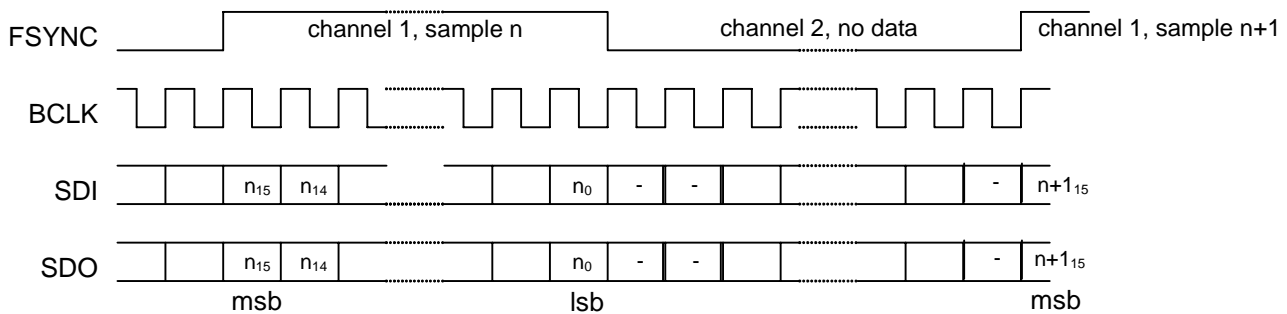 FSYNC channel 1, sample n channel 2, no data channel 1, sample n+1
BCLK
SDI n₁₅ n₁₄ n₀ - - - n+1₁₅
SDO n₁₅ n₁₄ n₀ - - - n+1₁₅
msb lsb msb